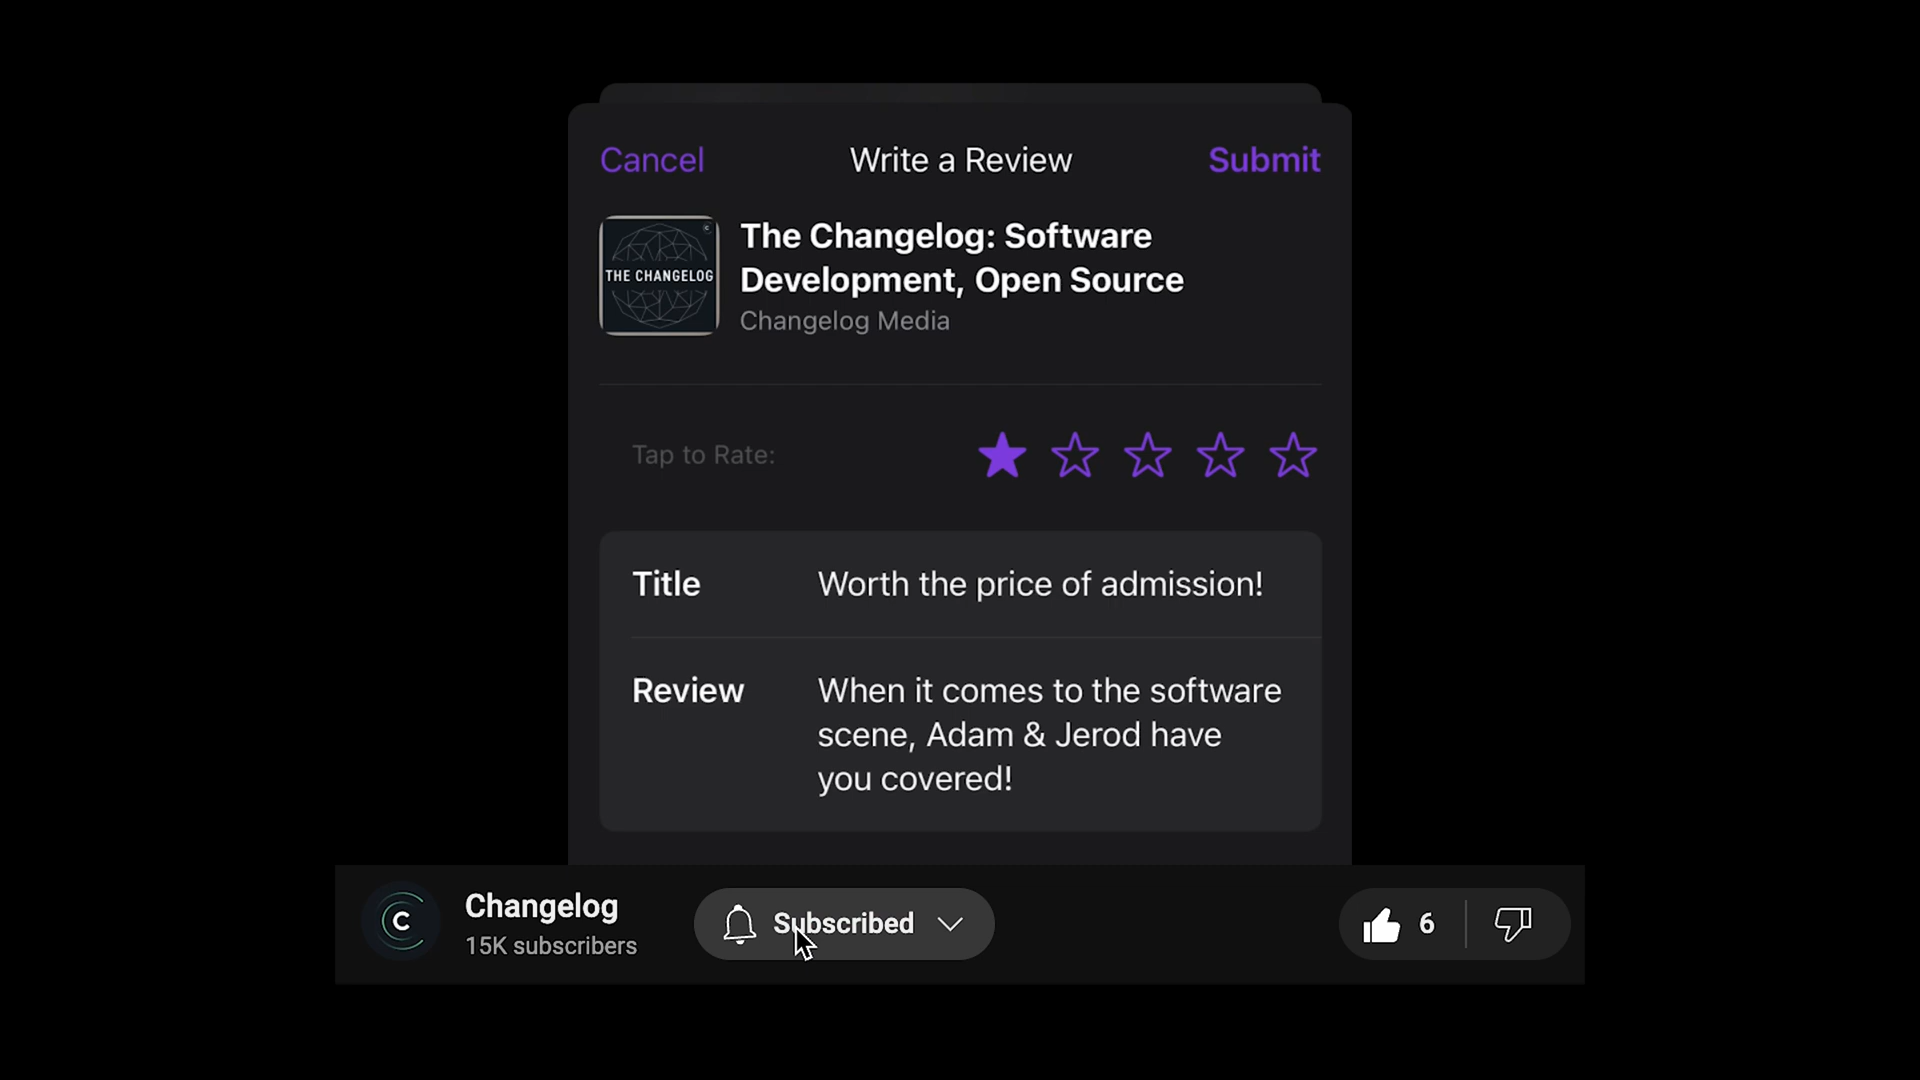 Cancel
Write a Review
Submit
THE CHANGELOG
The Changelog: Software
Development, Open Source
Changelog Media
Tap to Rate:
Title
Worth the price of admission!
Review
When it comes to the software
scene, Adam & Jerod have
you covered!
C
Changelog
15K subscribers
Subscribed
6